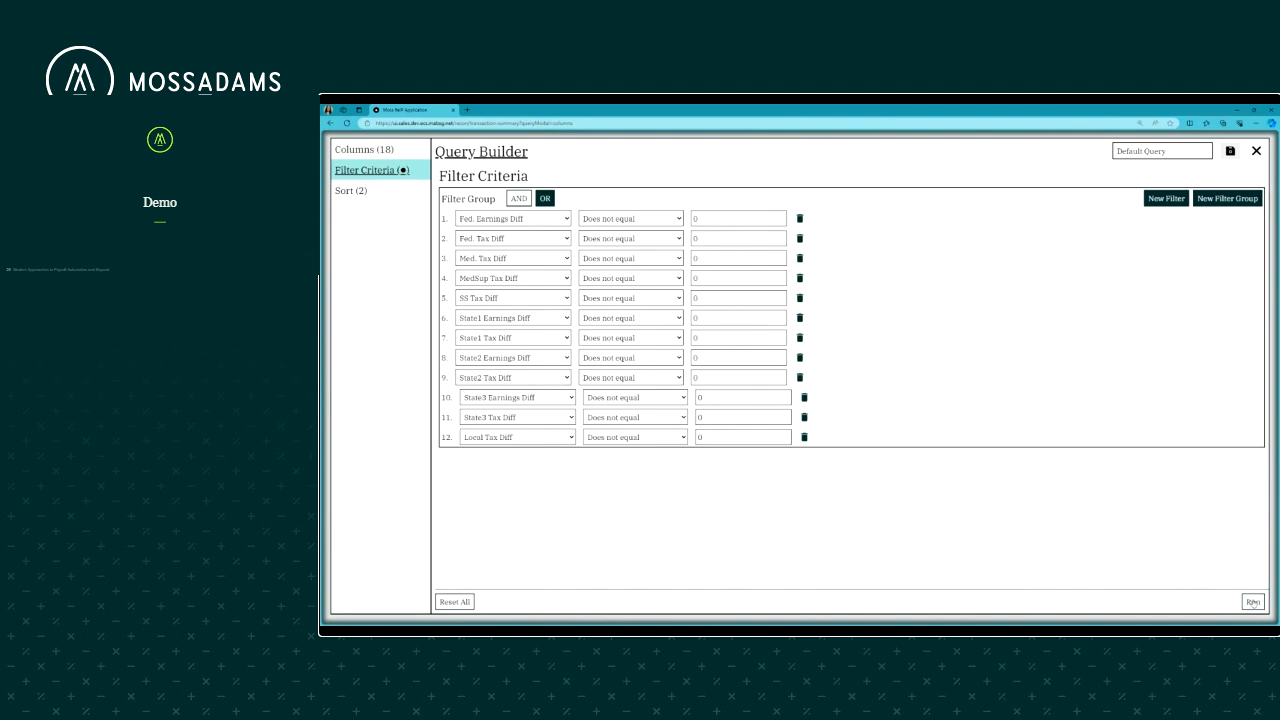 MOSSADAMS
Demo
Moss RelY Application
Columns (18)
Filter Criteria (●)
Sort (2)
Query Builder
Default Query
Filter Criteria
Filter Group AND OR New Filter New Filter Group
1. Fed. Earnings Diff Does not equal 0
2. Fed. Tax Diff Does not equal 0
3. Med. Tax Diff Does not equal 0
4. MedSup Tax Diff Does not equal 0
5. SS Tax Diff Does not equal 0
6. State1 Earnings Diff Does not equal 0
7. State1 Tax Diff Does not equal 0
8. State2 Earnings Diff Does not equal 0
9. State2 Tax Diff Does not equal 0
10. State3 Earnings Diff Does not equal 0
11. State3 Tax Diff Does not equal 0
12. Local Tax Diff Does not equal 0
Reset All
Run